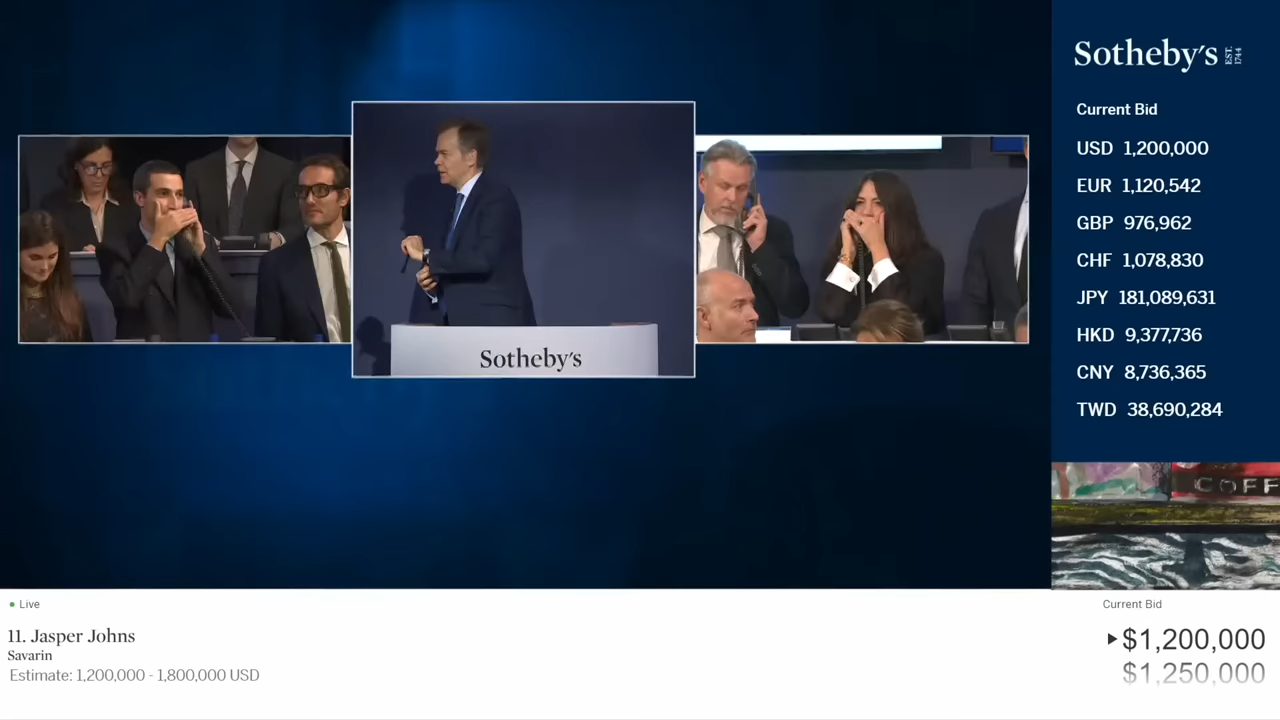 Sotheby's EST. 1744
Current Bid
USD 1,200,000
EUR 1,120,542
GBP 976,962
CHF 1,078,830
JPY 181,089,631
HKD 9,377,736
CNY 8,736,365
TWD 38,690,284
Sotheby's
COFF
Live
11. Jasper Johns
Savarin
Estimate: 1,200,000 - 1,800,000 USD
Current Bid
$1,200,000
$1,250,000